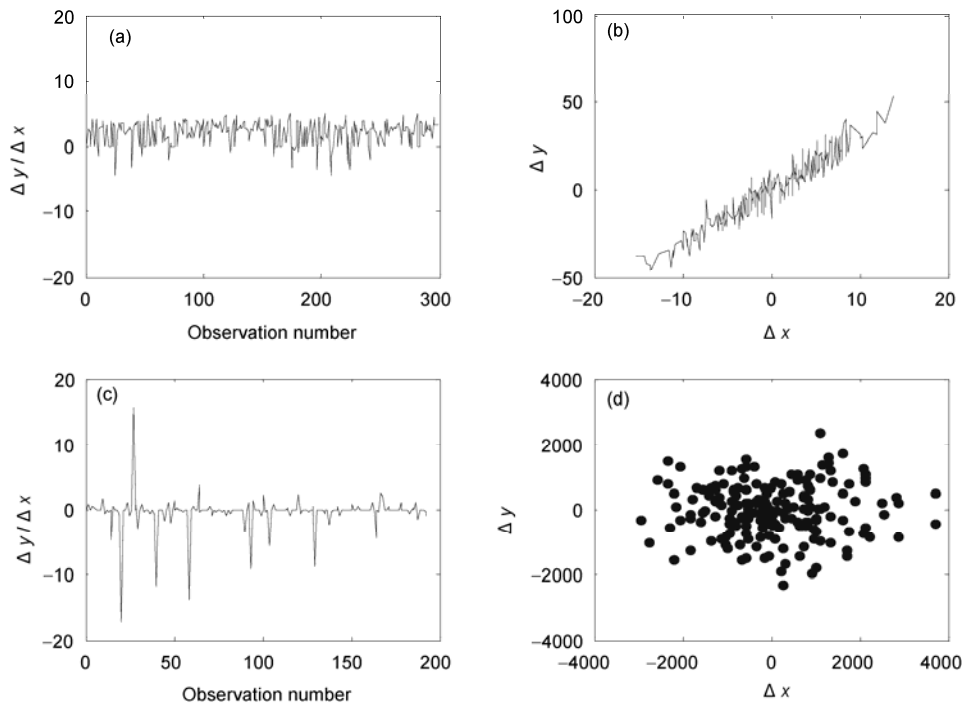 (a)
20
10
0
−10
−20
Δ y / Δ x
0 100 200 300
Observation number
(b)
100
50
0
−50
Δ y
−20 −10 0 10 20
Δ x
(c)
20
10
0
−10
−20
Δ y / Δ x
0 50 100 150 200
Observation number
(d)
4000
2000
0
−2000
−4000
Δ y
−4000 −2000 0 2000 4000
Δ x